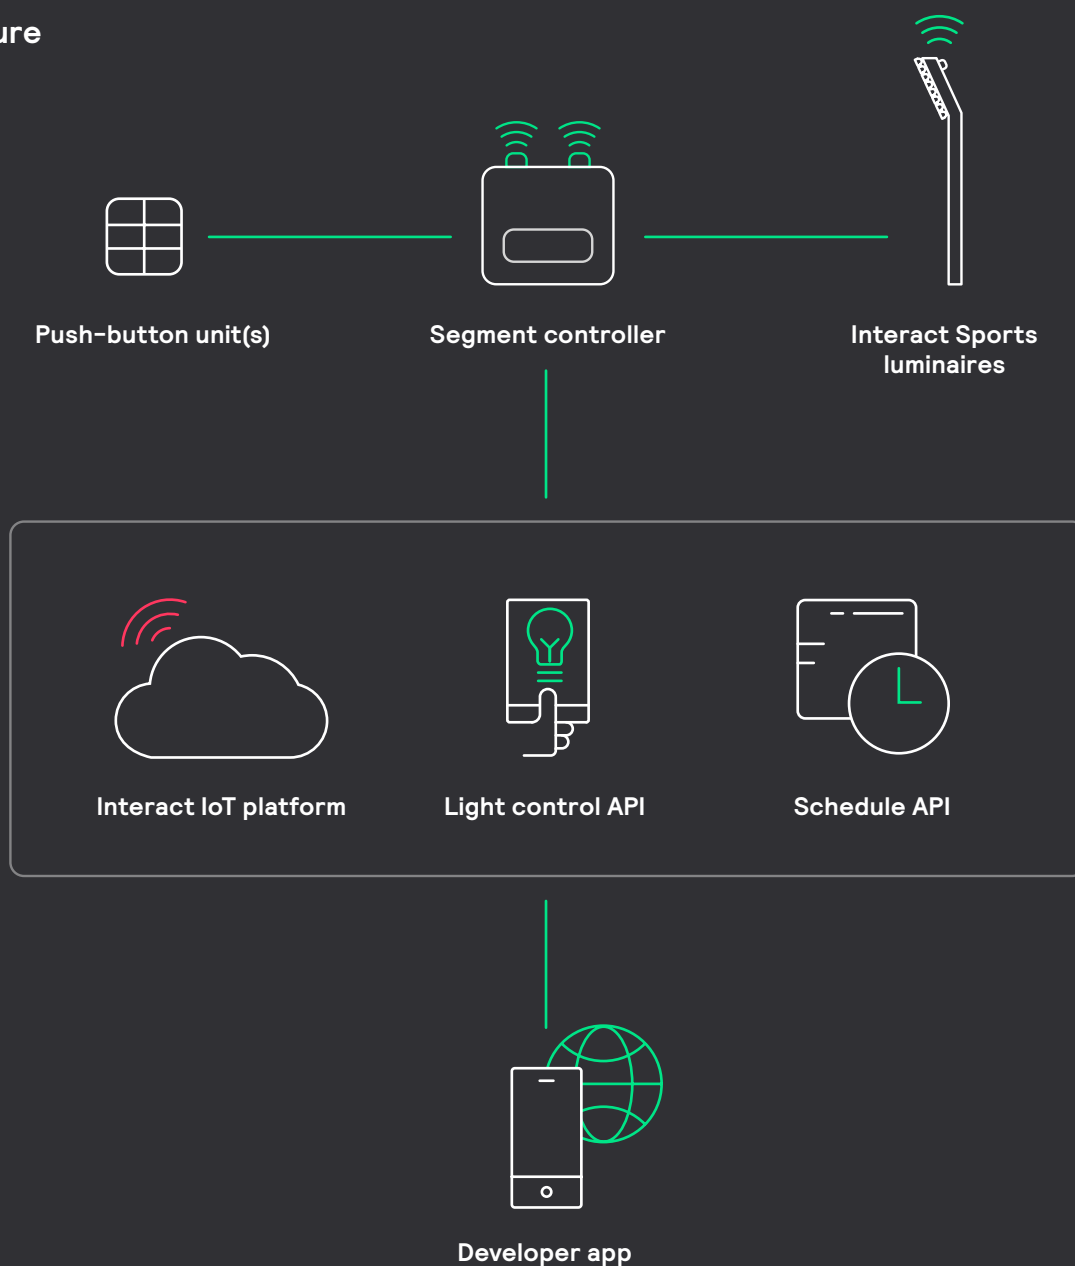 ure
Push-button unit(s)
Segment controller
Interact Sports
luminaires
Interact IoT platform
Light control API
Schedule API
Developer app